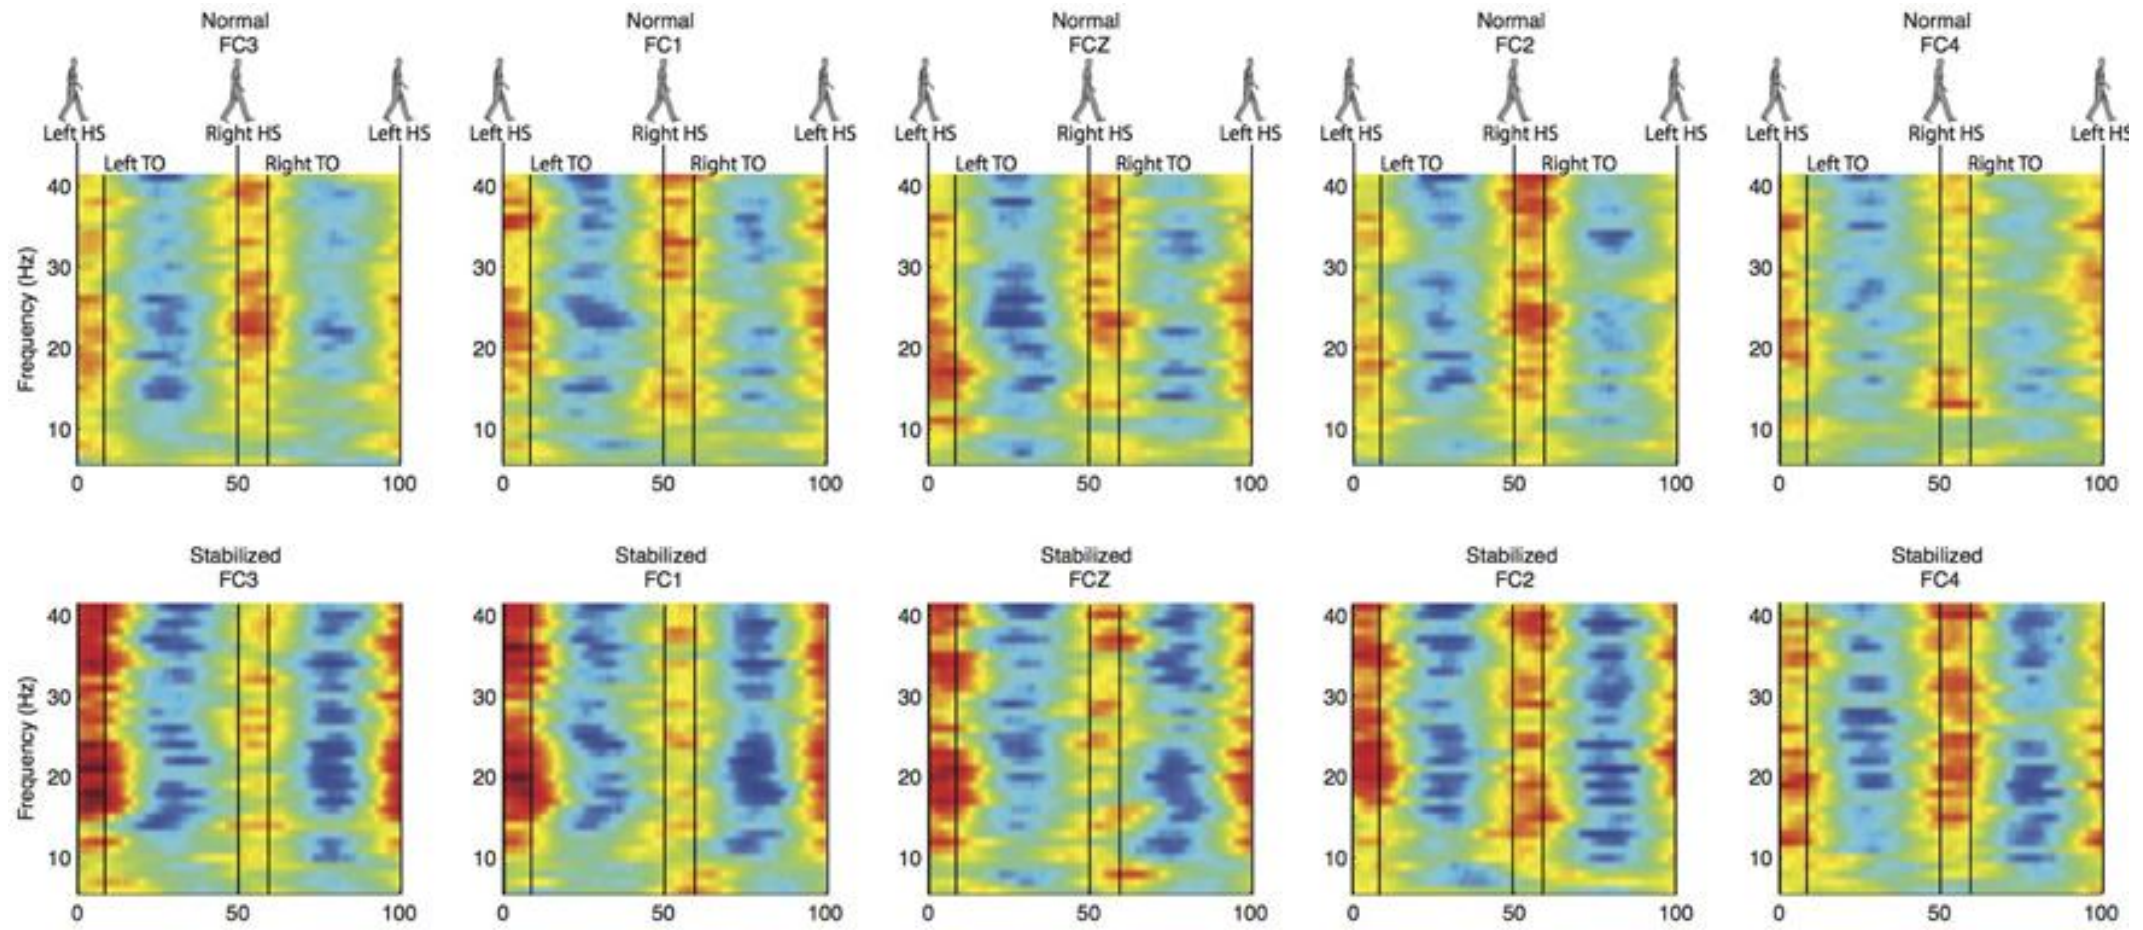 Normal Normal Normal Normal Normal
FC3 FC1 FCZ FC2 FC4
Left HS Right HS Left HS Left HS Right HS Left HS Left HS Right HS Left HS Left HS Right HS Left HS Left HS Right HS Left HS
Left TO Right TO Left TO Right TO Left TO Right TO Left TO Right TO Left TO Right TO
40 40 40 40 40
30 30 30 30 30
Frequency (Hz)
20 20 20 20 20
10 10 10 10 10
0 50 100 0 50 100 0 50 100 0 50 100 0 50 100
Stabilized Stabilized Stabilized Stabilized Stabilized
FC3 FC1 FCZ FC2 FC4
40 40 40 40 40
30 30 30 30 30
Frequency (Hz)
20 20 20 20 20
10 10 10 10 10
0 50 100 0 50 100 0 50 100 0 50 100 0 50 100